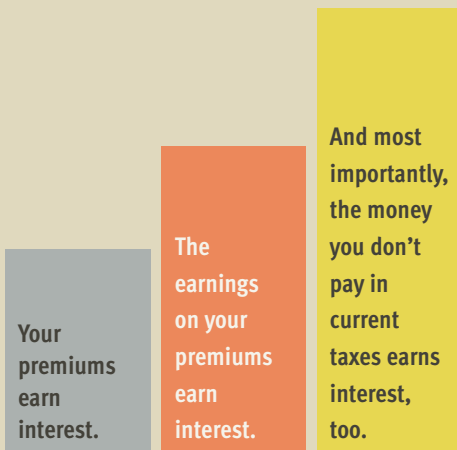 Your
premiums
earn
interest.
The
earnings
on your
premiums
earn
interest.
And most
importantly,
the money
you don’t
pay in
current
taxes earns
interest,
too.